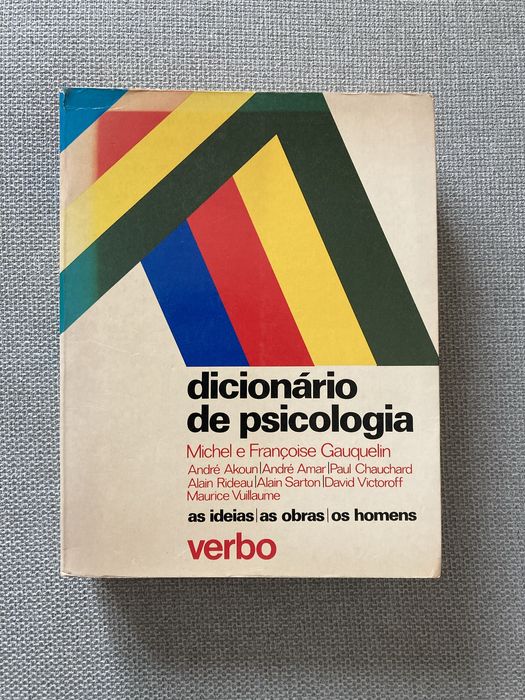 dicionário
de psicologia
Michel e Françoise Gauquelin
André Akoun|André Amar|Paul Chauchard
Alain Rideau|Alain Sarton|David Victoroff
Maurice Vuillaume
as ideias|as obras|os homens
verbo